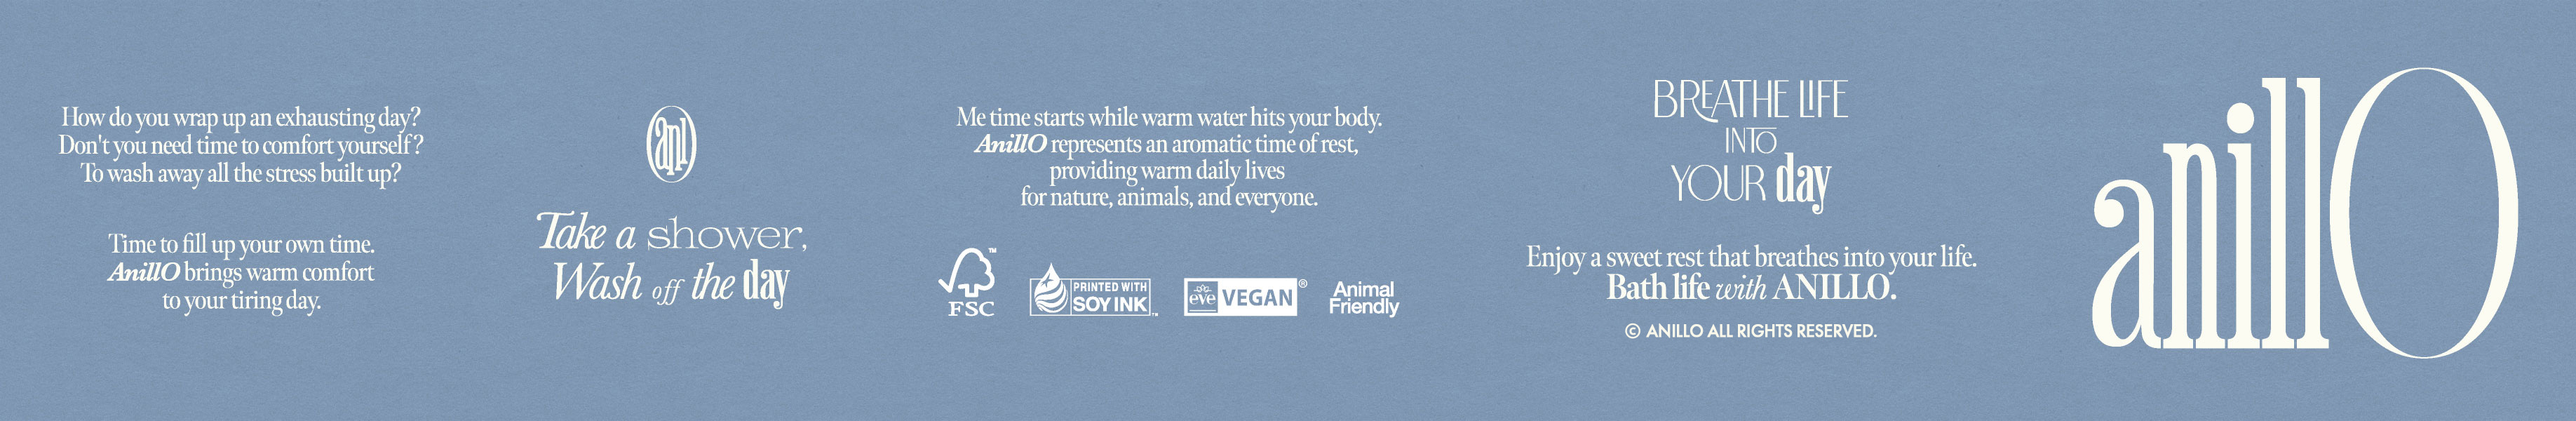 How do you wrap up an exhausting day?
Don't you need time to comfort yourself?
To wash away all the stress built up?
Time to fill up your own time.
AnillO brings warm comfort
to your tiring day.
Take a shower,
Wash off the day
Me time starts while warm water hits your body.
AnillO represents an aromatic time of rest,
providing warm daily lives
for nature, animals, and everyone.
FSC™
PRINTED WITH
SOY INK™
eve VEGAN®
Animal
Friendly
BREATHE LIFE
INTO
YOUR day
Enjoy a sweet rest that breathes into your life.
Bath life with ANILLO.
© ANILLO ALL RIGHTS RESERVED.
anillO